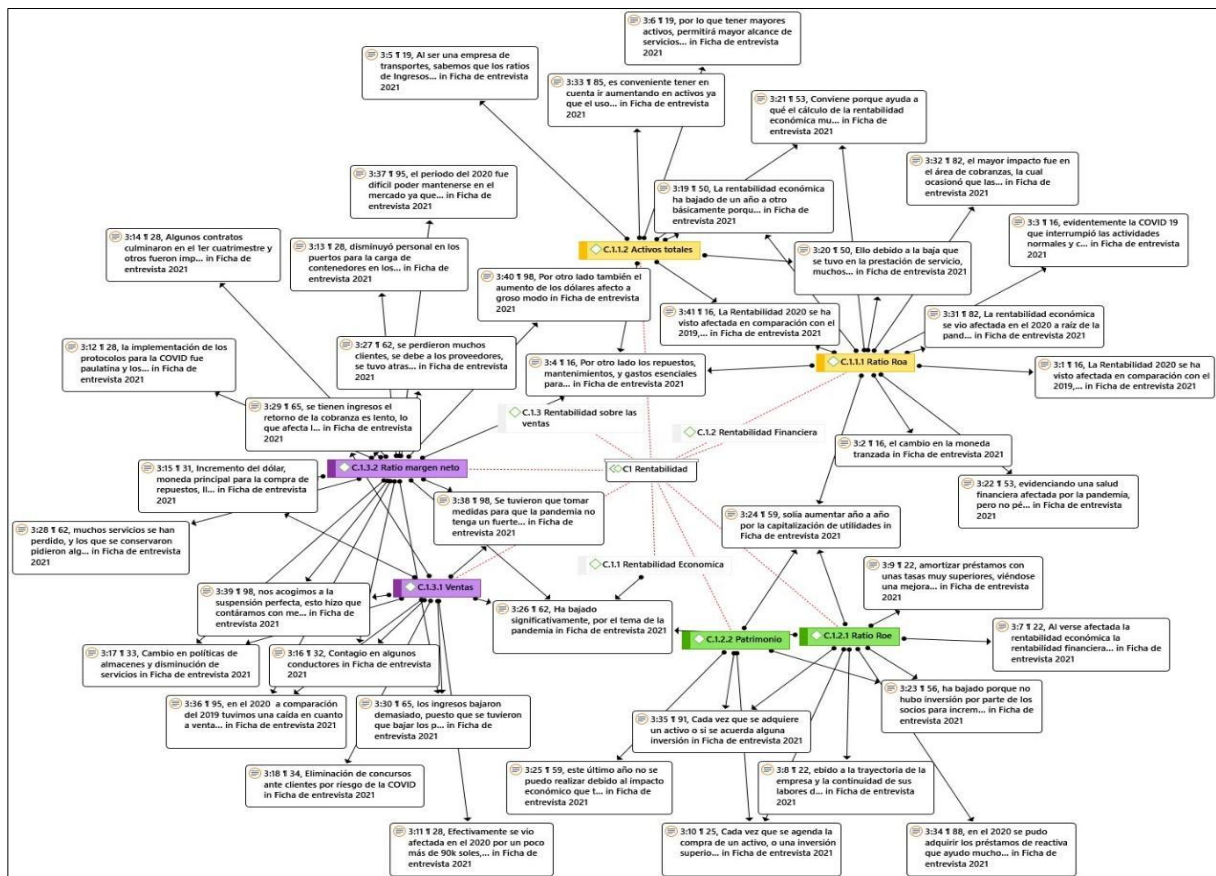 3:6 ¶ 19, por lo que tener mayores
activos, permitirá mayor alcance de
servicios... in Ficha de entrevista
2021
3:5 ¶ 19, Al ser una empresa de
transportes, sabemos que los ratios
de Ingresos... in Ficha de entrevista
2021
3:33 ¶ 85, es conveniente tener en
cuenta ir aumentando en activos ya
que el uso... in Ficha de entrevista
2021
3:21 ¶ 53, Conviene porque ayuda a
qué el cálculo de la rentabilidad
económica mu... in Ficha de
entrevista 2021
3:32 ¶ 82, el mayor impacto fue en
el área de cobranzas, la cual
ocasionó que las... in Ficha de
entrevista 2021
3:37 ¶ 95, el periodo del 2020 fue
difícil poder mantenerse en el
mercado ya que... in Ficha de
entrevista 2021
3:19 ¶ 50, La rentabilidad económica
ha bajado de un año a otro
básicamente porqu... in Ficha de
entrevista 2021
3:3 ¶ 16, evidentemente la COVID 19
que interrumpió las actividades
normales y c... in Ficha de
entrevista 2021
3:14 ¶ 28, Algunos contratos
culminaron en el 1er cuatrimestre y
otros fueron imp... in Ficha de
entrevista 2021
3:13 ¶ 28, disminuyó personal en los
puertos para la carga de
contenedores en los... in Ficha de
entrevista 2021
C.1.1.2 Activos totales
3:20 ¶ 50, Ello debido a la baja que
se tuvo en la prestación de servicio,
muchos... in Ficha de entrevista
2021
3:40 ¶ 98, Por otro lado también el
aumento de los dólares afecto a
groso modo in Ficha de entrevista
2021
3:41 ¶ 16, La Rentabilidad 2020 se ha
visto afectada en comparación con el
2019,... in Ficha de entrevista 2021
3:31 ¶ 82, La rentabilidad económica
se vio afectada en el 2020 a raíz de la
pand... in Ficha de entrevista 2021
3:12 ¶ 28, la implementación de los
protocolos para la COVID fue
paulatina y los... in Ficha de
entrevista 2021
3:27 ¶ 62, se perdieron muchos
clientes, se debe a los proveedores,
se tuvo atras... in Ficha de
entrevista 2021
3:4 ¶ 16, Por otro lado los repuestos,
mantenimientos, y gastos esenciales
para... in Ficha de entrevista 2021
C.1.1.1 Ratio Roa
3:1 ¶ 16, La Rentabilidad 2020 se ha
visto afectada en comparación con el
2019,... in Ficha de entrevista 2021
3:29 ¶ 65, se tienen ingresos el
retorno de la cobranza es lento, lo
que afecta l... in Ficha de entrevista
2021
C.1.3 Rentabilidad sobre las
ventas
C.1.2 Rentabilidad Financiera
3:2 ¶ 16, el cambio en la moneda
tranzada in Ficha de entrevista 2021
3:15 ¶ 31, Incremento del dólar,
moneda principal para la compra de
repuestos, ll... in Ficha de
entrevista 2021
C.1.3.2 Ratio margen neto
C1 Rentabilidad
3:22 ¶ 53, evidenciando una salud
financiera afectada por la pandemia,
pero no pé... in Ficha de entrevista
2021
3:38 ¶ 98, Se tuvieron que tomar
medidas para que la pandemia no
tenga un fuerte... in Ficha de
entrevista 2021
3:24 ¶ 59, solía aumentar año a año
por la capitalización de utilidades in
Ficha de entrevista 2021
3:28 ¶ 62, muchos servicios se han
perdido, y los que se conservaron
pidieron alg... in Ficha de
entrevista 2021
3:9 ¶ 22, amortizar préstamos con
unas tasas muy superiores, viéndose
una mejora... in Ficha de
entrevista 2021
C.1.1 Rentabilidad Economica
C.1.3.1 Ventas
3:39 ¶ 98, nos acogimos a la
suspensión perfecta, esto hizo que
contáramos con me... in Ficha de
entrevista 2021
3:26 ¶ 62, Ha bajado
significativamente, por el tema de la
pandemia in Ficha de entrevista
2021
C.1.2.2 Patrimonio
C.1.2.1 Ratio Roe
3:7 ¶ 22, Al verse afectada la
rentabilidad económica la
rentabilidad financiera... in Ficha de
entrevista 2021
3:17 ¶ 33, Cambio en políticas de
almacenes y disminución de
servicios in Ficha de entrevista 2021
3:16 ¶ 32, Contagio en algunos
conductores in Ficha de entrevista
2021
3:23 ¶ 56, ha bajado porque no
hubo inversión por parte de los
socios para increm... in Ficha de
entrevista 2021
3:36 ¶ 95, en el 2020 a comparación
del 2019 tuvimos una caída en cuanto
a venta... in Ficha de entrevista 2021
3:30 ¶ 65, los ingresos bajaron
demasiado, puesto que se tuvieron
que bajar los p... in Ficha de
entrevista 2021
3:35 ¶ 91, Cada vez que se adquiere
un activo o si se acuerda alguna
inversión in Ficha de entrevista 2021
3:18 ¶ 34, Eliminación de concursos
ante clientes por riesgo de la COVID
in Ficha de entrevista 2021
3:25 ¶ 59, este último año no se
puedo realizar debido al impacto
económico que t... in Ficha de
entrevista 2021
3:8 ¶ 22, ebido a la trayectoria de la
empresa y la continuidad de sus
labores d... in Ficha de entrevista
2021
3:11 ¶ 28, Efectivamente se vio
afectada en el 2020 por un poco
más de 90k soles,... in Ficha de
entrevista 2021
3:10 ¶ 25, Cada vez que se agenda la
compra de un activo, o una inversión
superio... in Ficha de entrevista 2021
3:34 ¶ 88, en el 2020 se pudo
adquirir los préstamos de reactiva
que ayudo mucho... in Ficha de
entrevista 2021